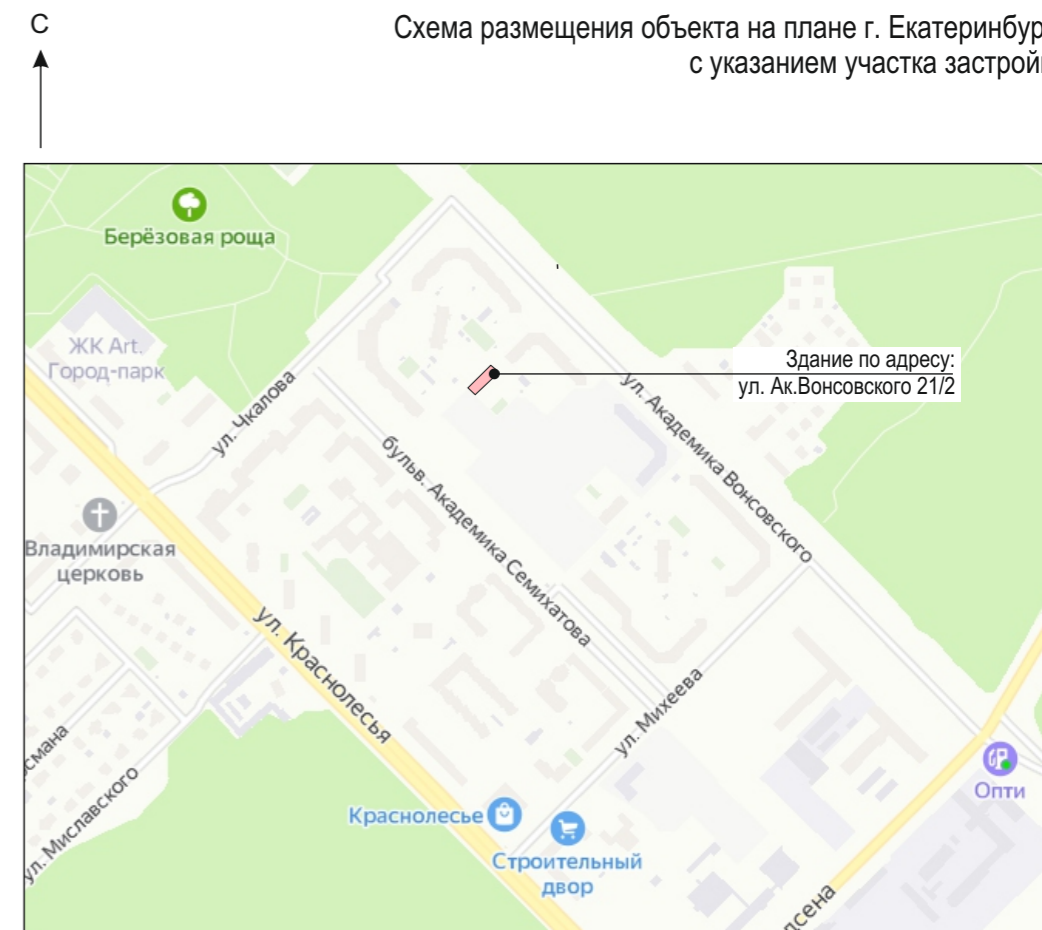 С
Схема размещения объекта на плане г. Екатеринбур
с указанием участка застрой
Берёзовая роща
ЖК Art.
Город-парк
Здание по адресу:
ул. Ак.Вонсовского 21/2
ул. Чкалова
ул. Академика Вонсовского
бульв. Академика Семихатова
Владимирская
церковь
ул. Краснолесья
ул. Михеева
ул. Миславского
Опти
Краснолесье
Строительный
двор